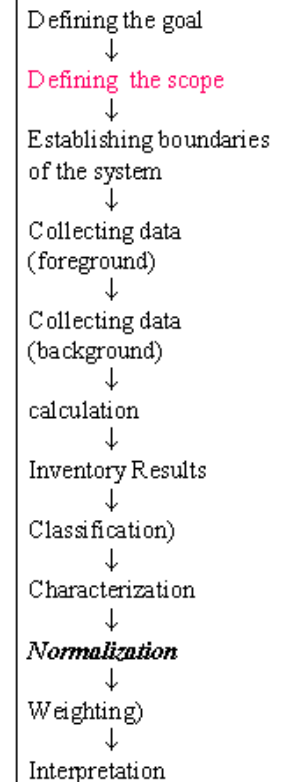 Defining the goal
↓
Defining the scope
↓
Establishing boundaries
of the system
↓
Collecting data
(foreground)
↓
Collecting data
(background)
↓
calculation
↓
Inventory Results
↓
Classification)
↓
Characterization
↓
Normalization
↓
Weighting)
↓
Interpretation